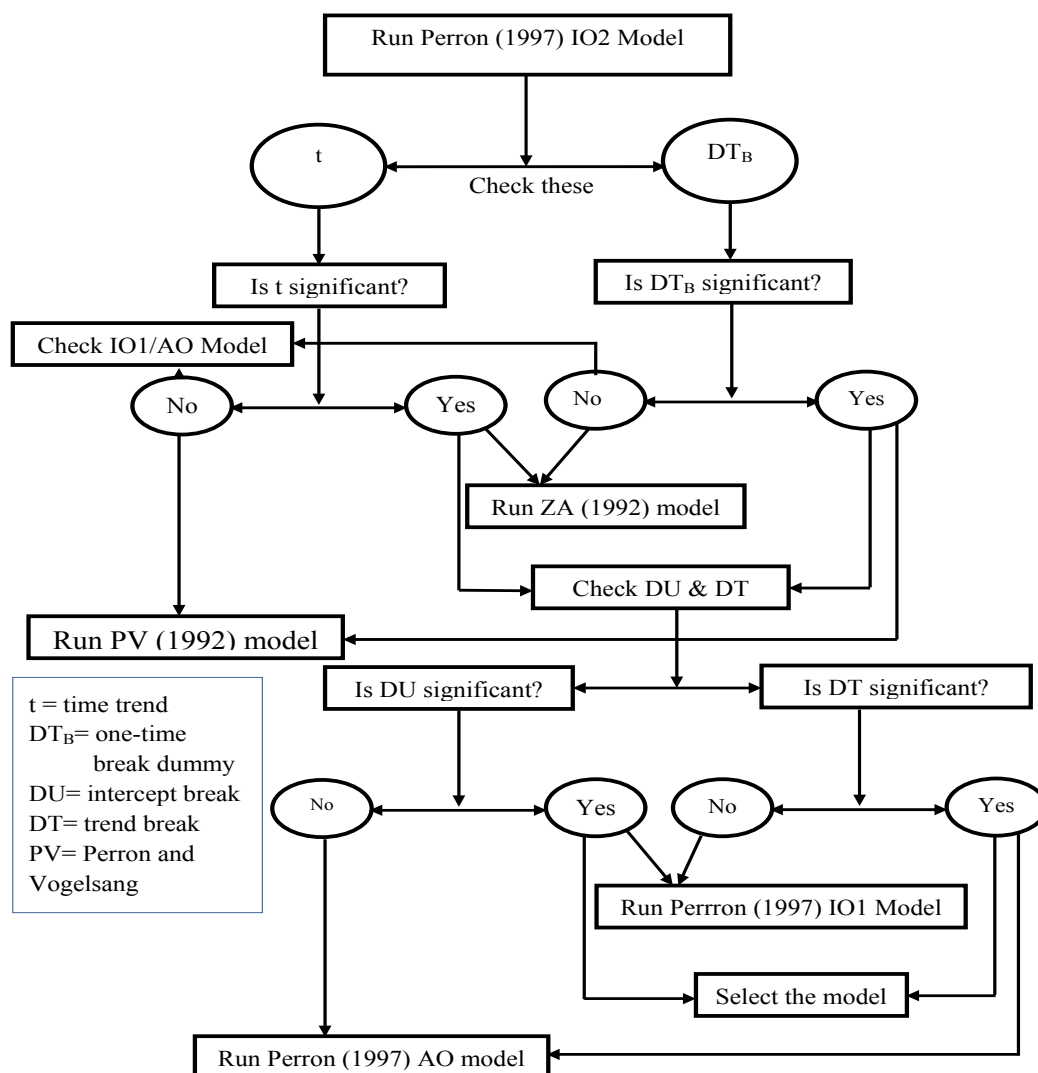 Run Perron (1997) IO2 Model
t
DTB
Check these
Is t significant?
Is DTB significant?
Check IO1/AO Model
No
Yes
No
Yes
Run ZA (1992) model
Check DU & DT
Run PV (1992) model
Is DU significant?
Is DT significant?
t = time trend
DTB= one-time
break dummy
DU= intercept break
DT= trend break
PV= Perron and
Vogelsang
No
Yes
No
Yes
Run Perrron (1997) IO1 Model
Select the model
Run Perron (1997) AO model